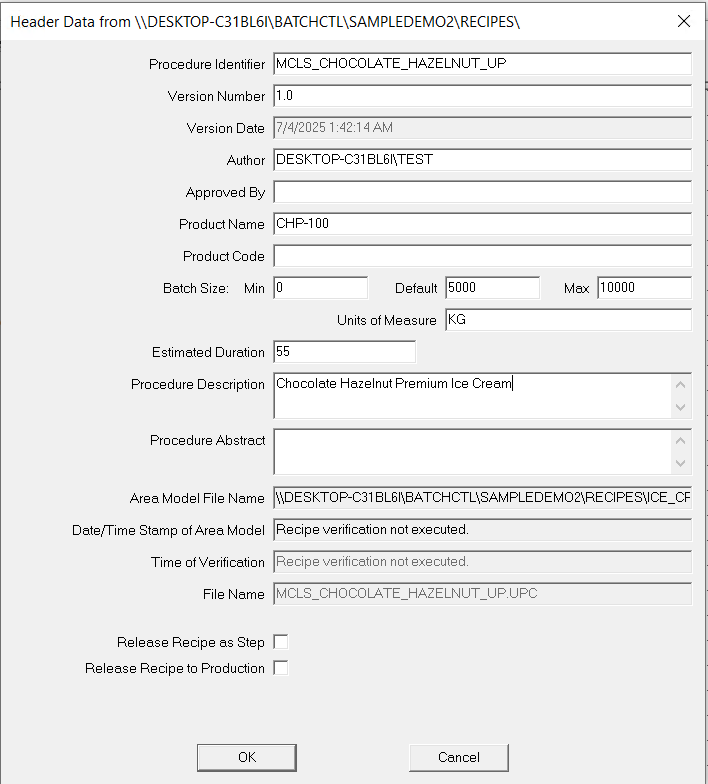 Header Data from \\DESKTOP-C31BL6I\BATCHCTL\SAMPLEDEMO2\RECIPES\
Procedure Identifier MCLS_CHOCOLATE_HAZELNUT_UP
Version Number 1.0
Version Date 7/4/2025 1:42:14 AM
Author DESKTOP-C31BL6I\TEST
Approved By
Product Name CHP-100
Product Code
Batch Size: Min 0 Default 5000 Max 10000
Units of Measure KG
Estimated Duration 55
Procedure Description Chocolate Hazelnut Premium Ice Cream
Procedure Abstract
Area Model File Name \\DESKTOP-C31BL6I\BATCHCTL\SAMPLEDEMO2\RECIPES\ICE_CR
Date/Time Stamp of Area Model Recipe verification not executed.
Time of Verification Recipe verification not executed.
File Name MCLS_CHOCOLATE_HAZELNUT_UP.UPC
Release Recipe as Step
Release Recipe to Production
OK Cancel